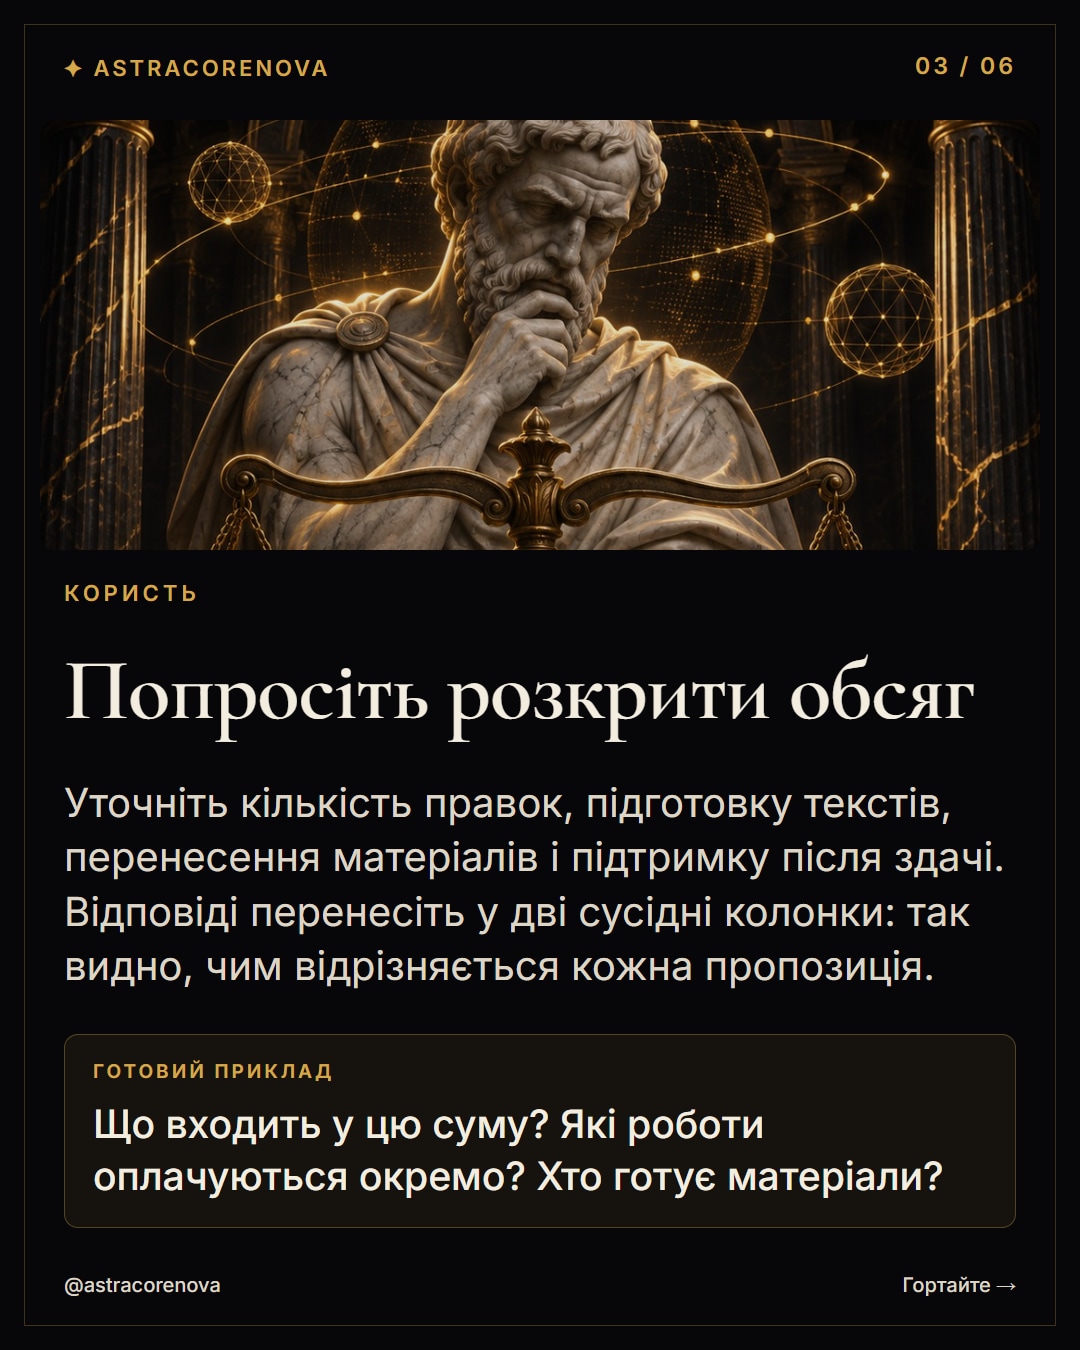 ✦ ASTRACORENOVA
03 / 06
КОРИСТЬ
Попросіть розкрити обсяг
Уточніть кількість правок, підготовку текстів,
перенесення матеріалів і підтримку після здачі.
Відповіді перенесіть у дві сусідні колонки: так
видно, чим відрізняється кожна пропозиція.
ГОТОВИЙ ПРИКЛАД
Що входить у цю суму? Які роботи
оплачуються окремо? Хто готує матеріали?
@astracorenova
Гортайте →